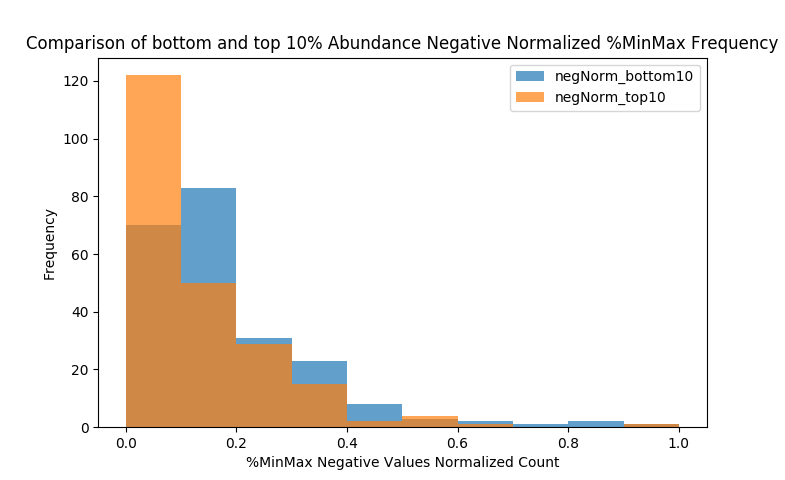 Comparison of bottom and top 10% Abundance Negative Normalized %MinMax Frequency
negNorm_bottom10
negNorm_top10
Frequency
120
100
80
60
40
20
0
0.0
0.2
0.4
0.6
0.8
1.0
%MinMax Negative Values Normalized Count